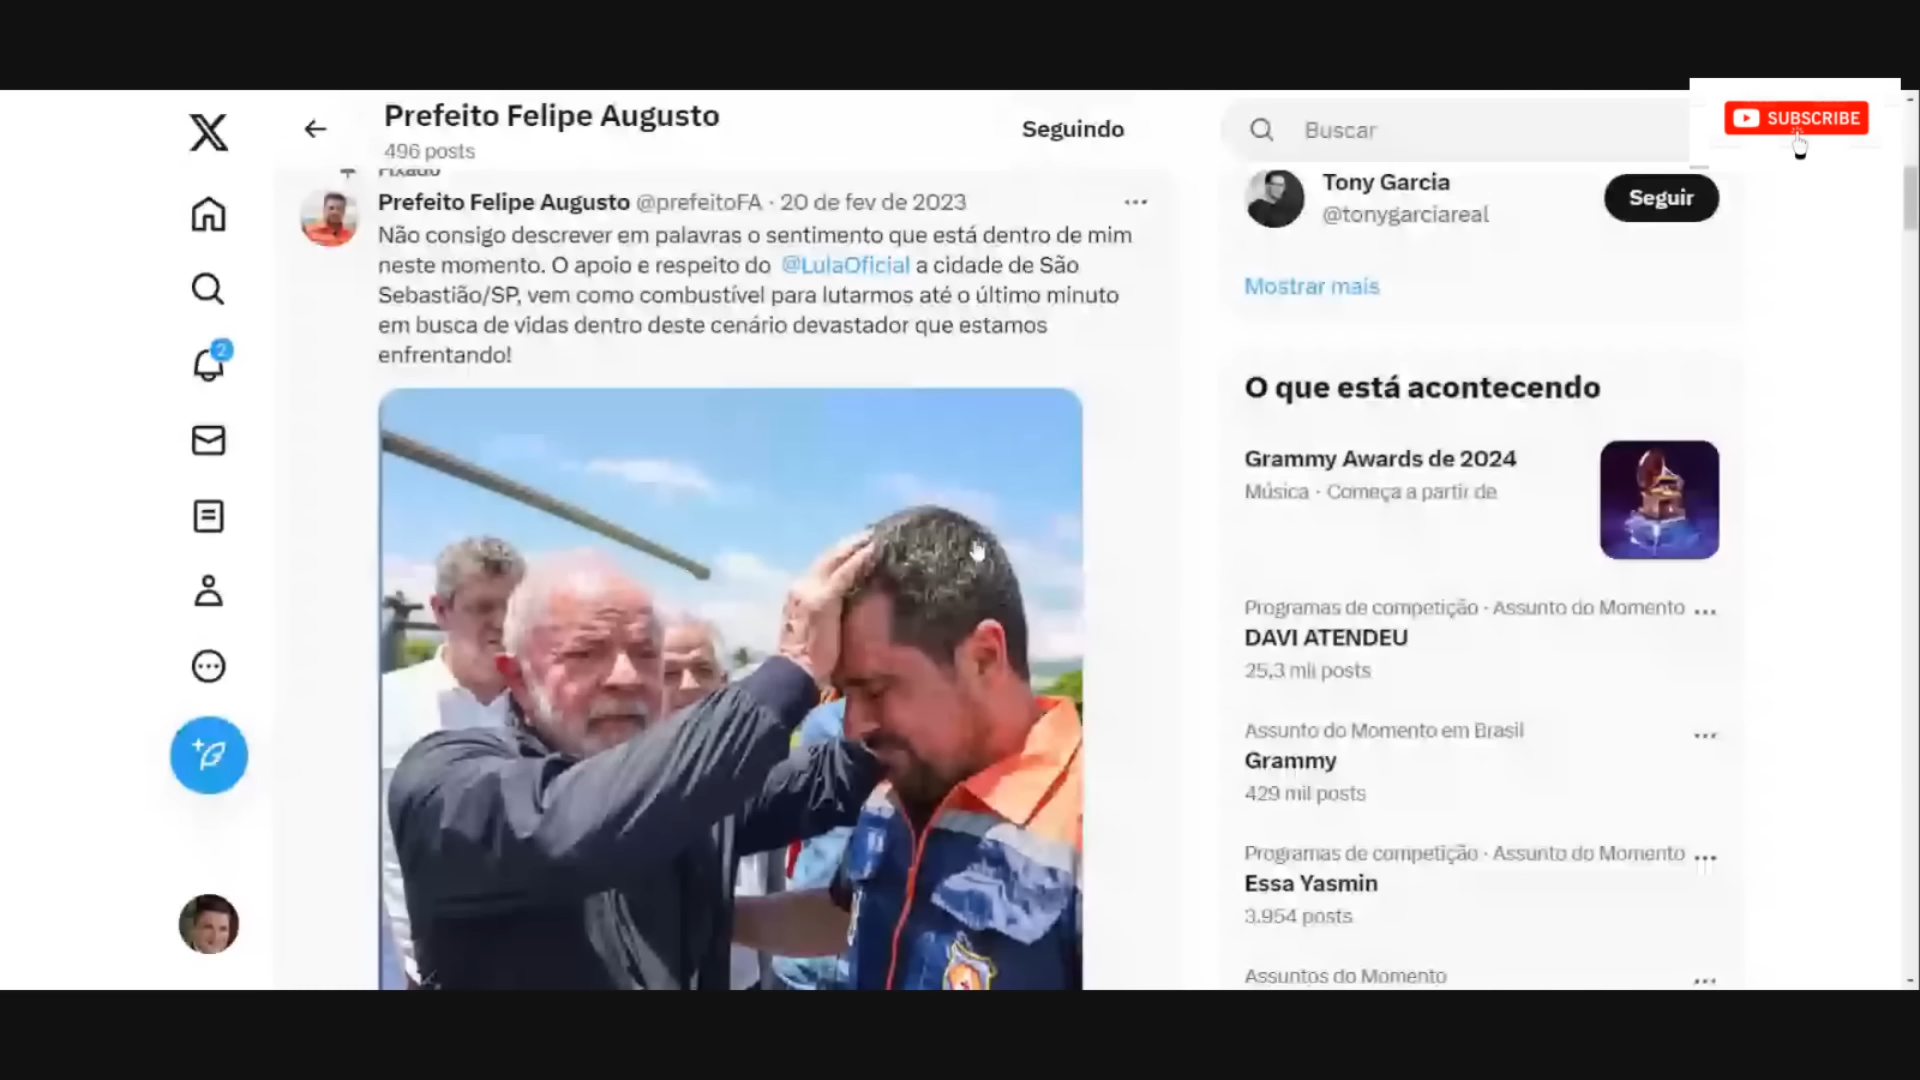 Prefeito Felipe Augusto
496 posts
Seguindo
Fixado
Prefeito Felipe Augusto @prefeitoFA · 20 de fev de 2023
Não consigo descrever em palavras o sentimento que está dentro de mim
neste momento. O apoio e respeito do @LulaOficial a cidade de São
Sebastião/SP, vem como combustível para lutarmos até o último minuto
em busca de vidas dentro deste cenário devastador que estamos
enfrentando!
2
Buscar
SUBSCRIBE
Tony Garcia
@tonygarciareal
Seguir
Mostrar mais
O que está acontecendo
Grammy Awards de 2024
Música · Começa a partir de
Programas de competição · Assunto do Momento
DAVI ATENDEU
25,3 mil posts
Assunto do Momento em Brasil
Grammy
429 mil posts
Programas de competição · Assunto do Momento
Essa Yasmin
3.954 posts
Assuntos do Momento